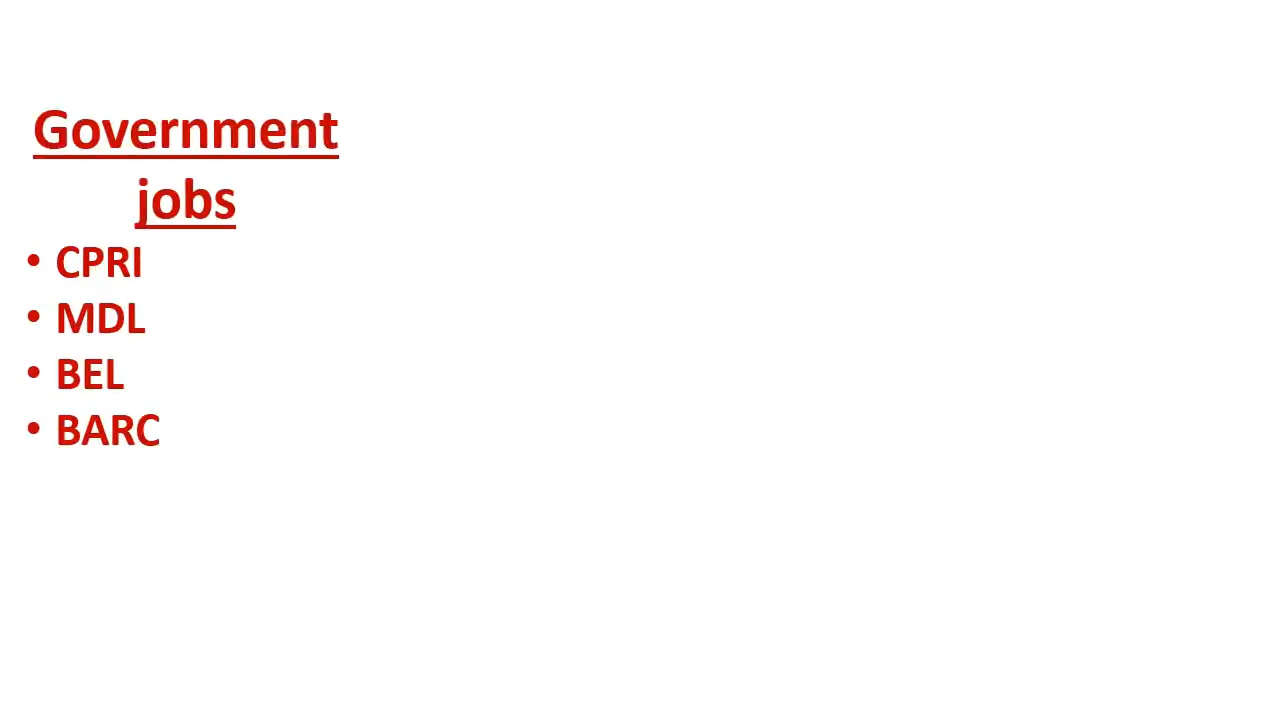 Government
jobs
• CPRI
• MDL
• BEL
• BARC